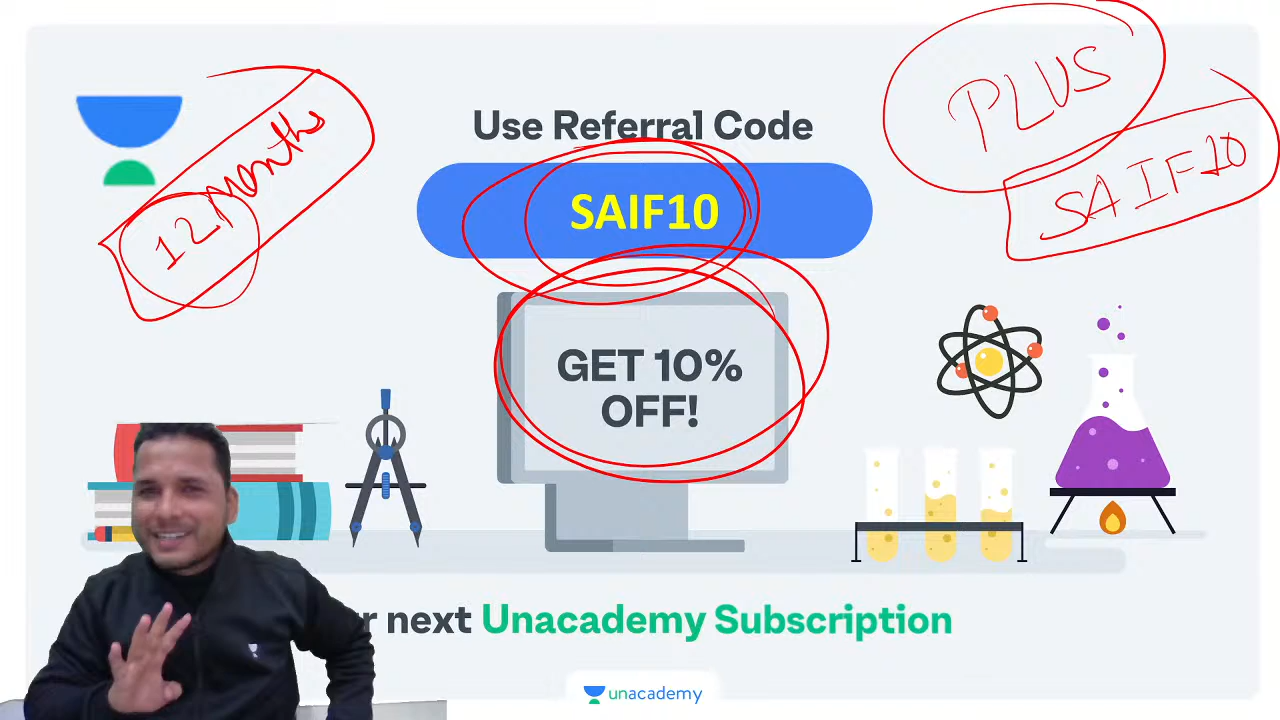 PLUS
Use Referral Code
12 months
SAIF10
SAIF10
GET 10%
OFF!
next Unacademy Subscription
unacademy